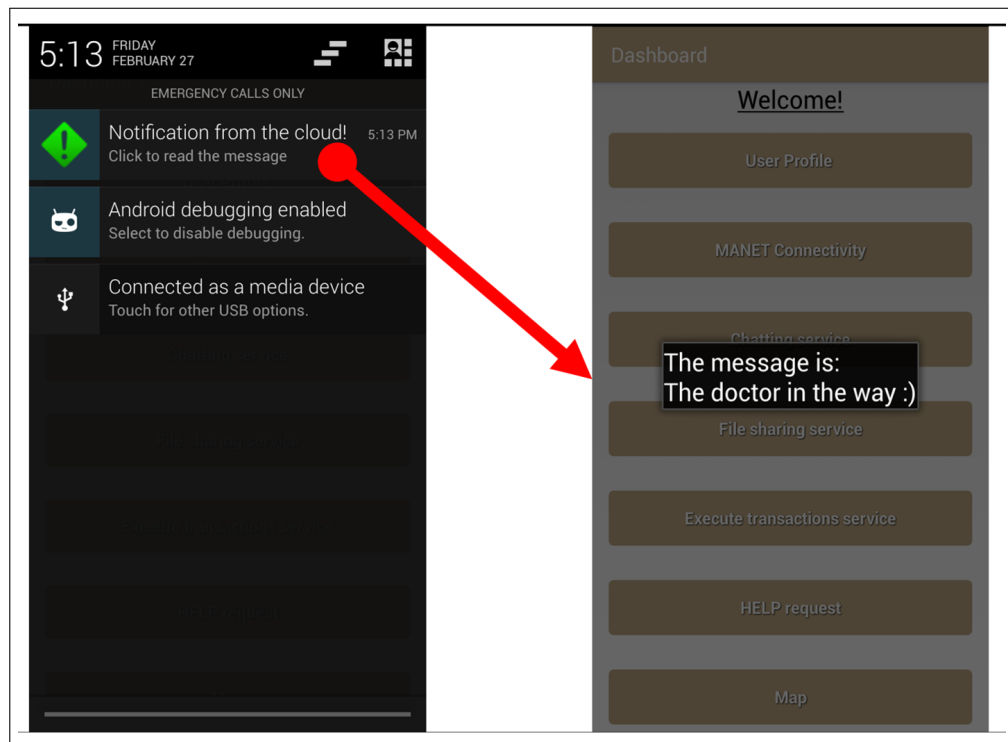 5:13
FRIDAY
FEBRUARY 27
EMERGENCY CALLS ONLY
Notification from the cloud!
5:13 PM
Click to read the message
Android debugging enabled
Select to disable debugging.
Connected as a media device
Touch for other USB options.
Dashboard
Welcome!
User Profile
MANET Connectivity
Chatting service
The message is:
The doctor in the way :)
File sharing service
Execute transactions service
HELP request
Map